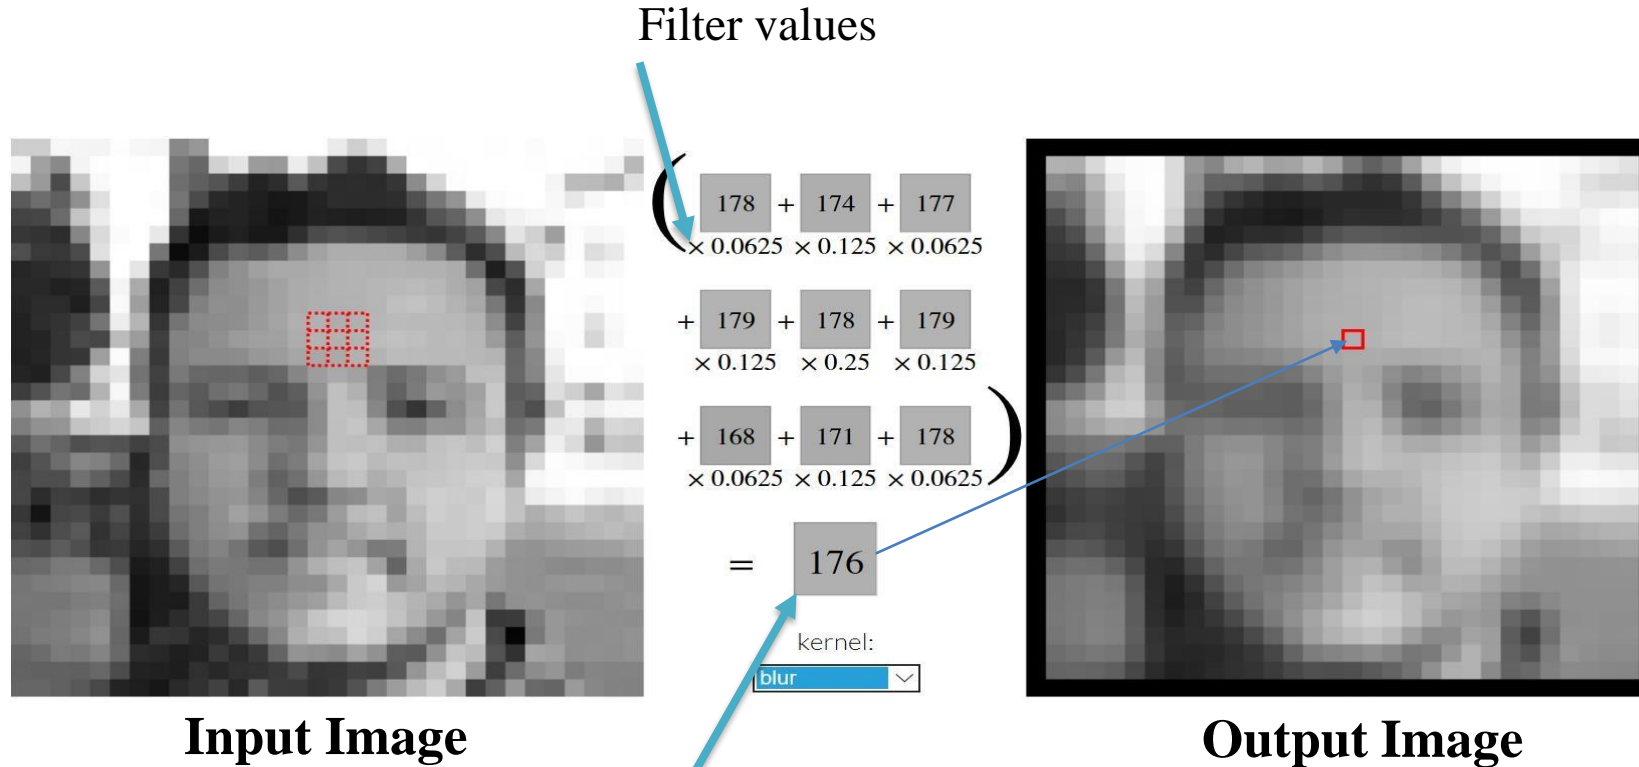 Filter values
( 178 + 174 + 177
× 0.0625 × 0.125 × 0.0625
+ 179 + 178 + 179
× 0.125 × 0.25 × 0.125
+ 168 + 171 + 178 )
× 0.0625 × 0.125 × 0.0625
= 176
kernel:
blur
Input Image
Output Image